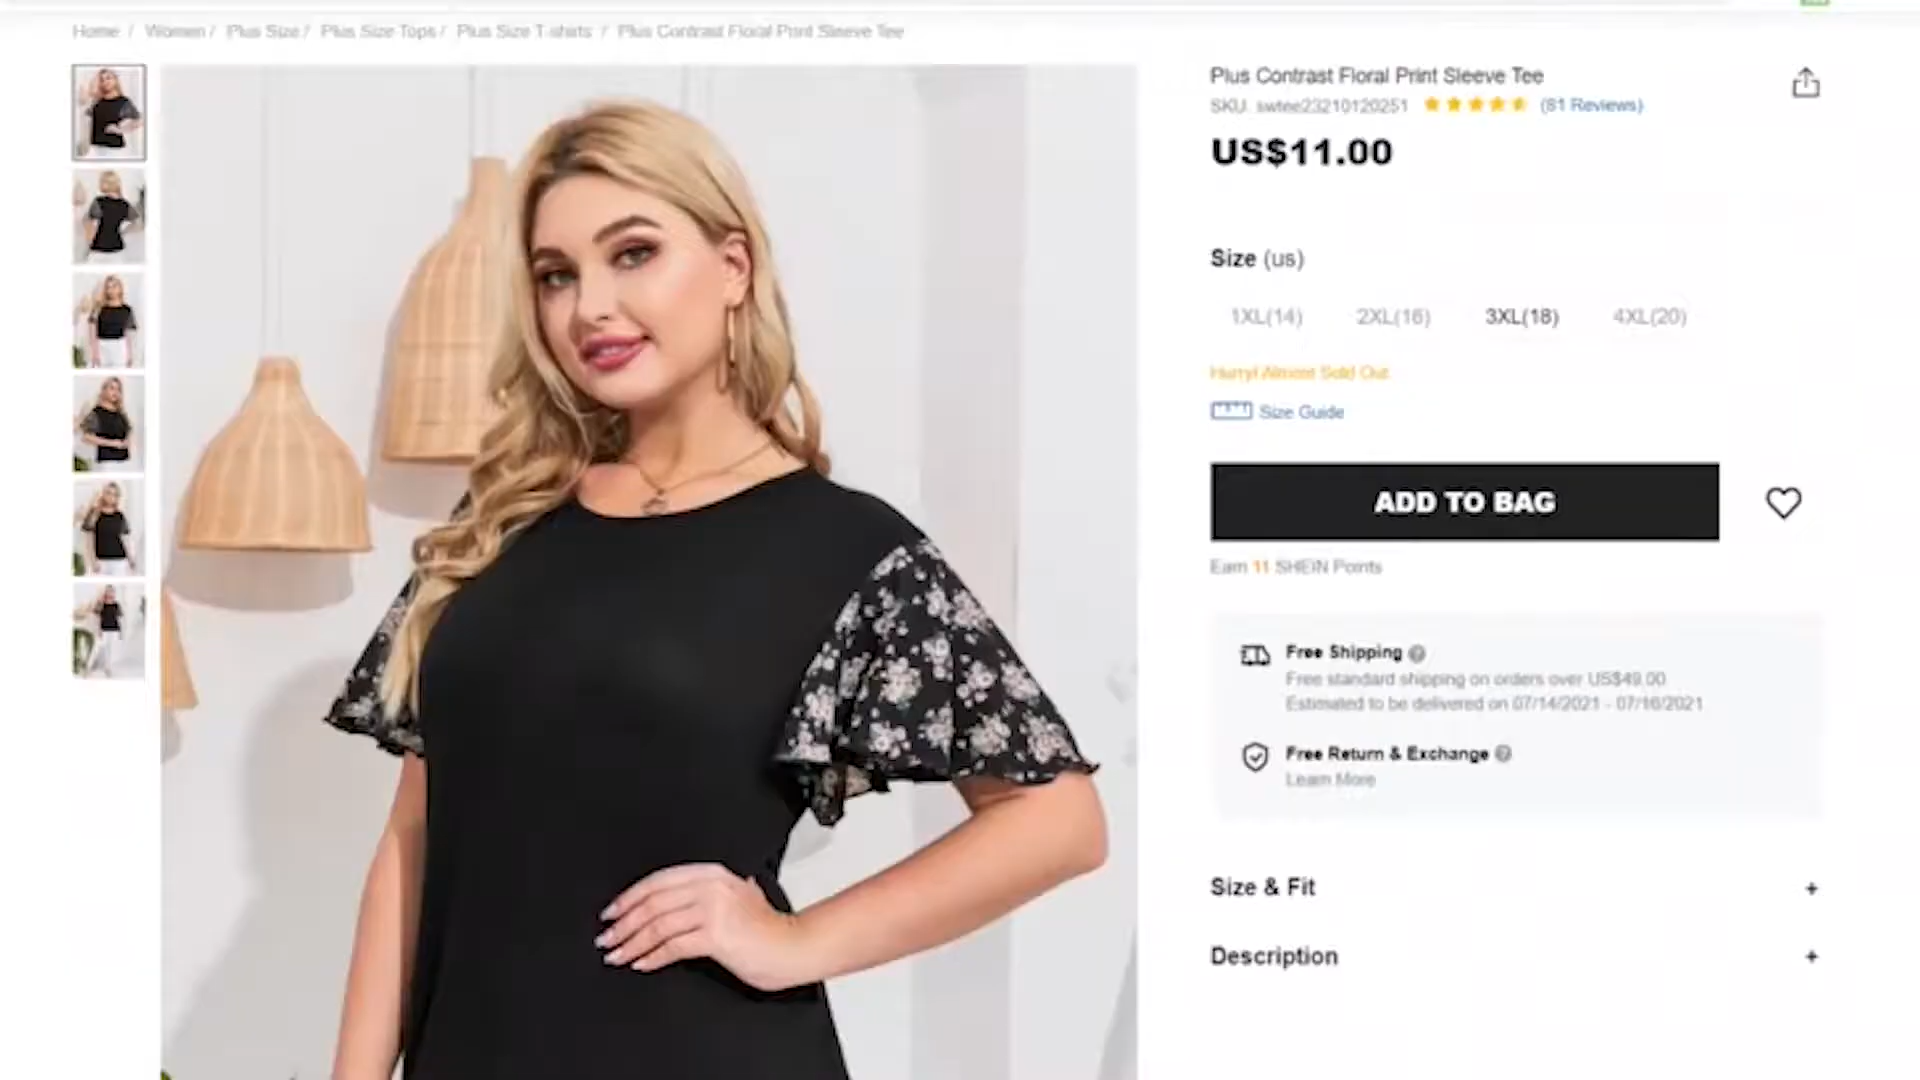 Home / Women / Plus Size / Plus Size Tops / Plus Size T-shirts / Plus Contrast Floral Print Sleeve Tee
Plus Contrast Floral Print Sleeve Tee
SKU: swtee23210120251 (81 Reviews)
US$11.00
Size (us)
1XL(14) 2XL(16) 3XL(18) 4XL(20)
Hurry! Almost Sold Out
Size Guide
ADD TO BAG
Earn 11 SHEIN Points
Free Shipping ?
Free standard shipping on orders over US$49.00
Estimated to be delivered on 07/14/2021 - 07/16/2021
Free Return & Exchange ?
Learn More
Size & Fit +
Description +